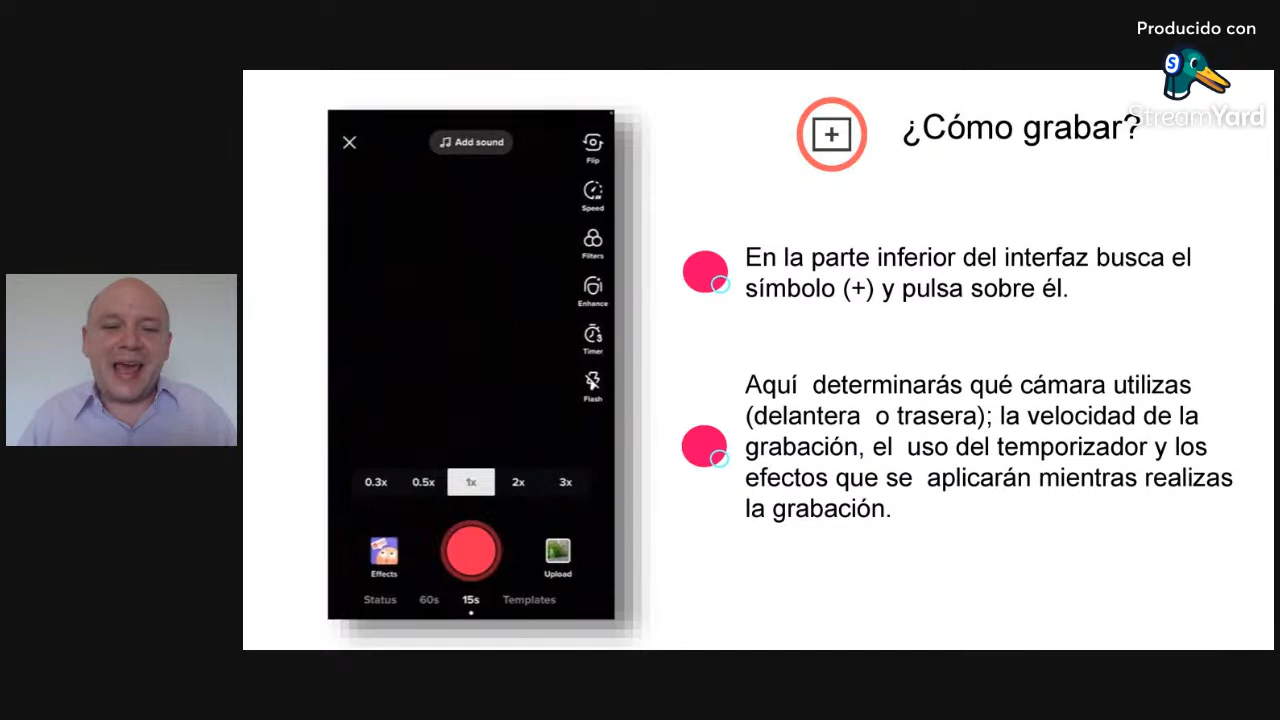 Producido con
StreamYard
¿Cómo grabar?
Add sound
Flip
Speed
Filters
Enhance
3
Timer
Flash
0.3x 0.5x 1x 2x 3x
Effects
Upload
Status 60s 15s Templates
En la parte inferior del interfaz busca el
símbolo (+) y pulsa sobre él.
Aquí determinarás qué cámara utilizas
(delantera o trasera); la velocidad de la
grabación, el uso del temporizador y los
efectos que se aplicarán mientras realizas
la grabación.